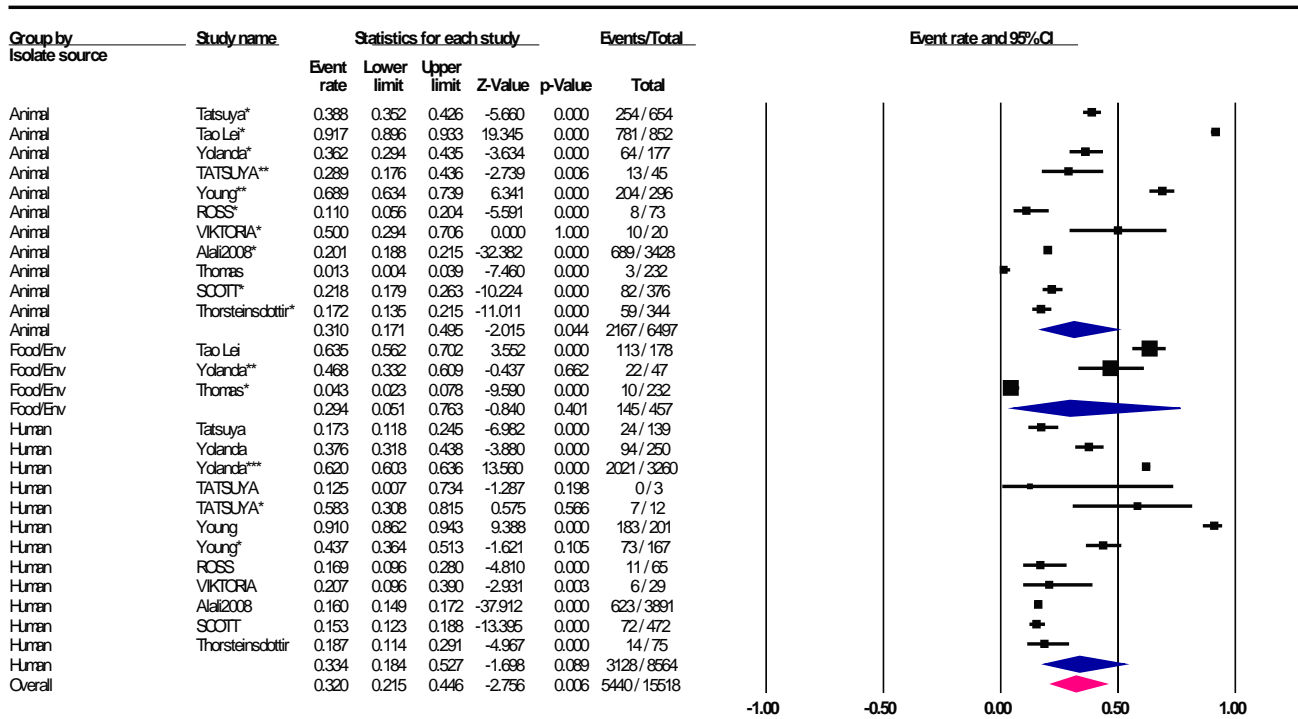 Group by Study name Statistics for each study Events/Total Event rate and 95%CI
Isolate source
Event Lower Upper
rate limit limit Z-Value p-Value Total
Animal Tatsuya* 0.388 0.352 0.426 -5.660 0.000 254 / 654
Animal Tao Lei* 0.917 0.896 0.933 19.345 0.000 781 / 852
Animal Yolanda* 0.362 0.294 0.435 -3.634 0.000 64 / 177
Animal TATSUYA** 0.289 0.176 0.436 -2.739 0.006 13 / 45
Animal Young** 0.689 0.634 0.739 6.341 0.000 204 / 296
Animal ROSS* 0.110 0.056 0.204 -5.591 0.000 8 / 73
Animal VIKTORIA* 0.500 0.294 0.706 0.000 1.000 10 / 20
Animal Alali2008* 0.201 0.188 0.215 -32.382 0.000 689 / 3428
Animal Thomas 0.013 0.004 0.039 -7.460 0.000 3 / 232
Animal SCOTT* 0.218 0.179 0.263 -10.224 0.000 82 / 376
Animal Thorsteinsdottir* 0.172 0.135 0.215 -11.011 0.000 59 / 344
Animal 0.310 0.171 0.495 -2.015 0.044 2167 / 6497
Food/Env Tao Lei 0.635 0.562 0.702 3.552 0.000 113 / 178
Food/Env Yolanda** 0.468 0.332 0.609 -0.437 0.662 22 / 47
Food/Env Thomas* 0.043 0.023 0.078 -9.590 0.000 10 / 232
Food/Env 0.294 0.051 0.763 -0.840 0.401 145 / 457
Human Tatsuya 0.173 0.118 0.245 -6.982 0.000 24 / 139
Human Yolanda 0.376 0.318 0.438 -3.880 0.000 94 / 250
Human Yolanda*** 0.620 0.603 0.636 13.560 0.000 2021 / 3260
Human TATSUYA 0.125 0.007 0.734 -1.287 0.198 0 / 3
Human TATSUYA* 0.583 0.308 0.815 0.575 0.566 7 / 12
Human Young 0.910 0.862 0.943 9.388 0.000 183 / 201
Human Young* 0.437 0.364 0.513 -1.621 0.105 73 / 167
Human ROSS 0.169 0.096 0.280 -4.810 0.000 11 / 65
Human VIKTORIA 0.207 0.096 0.390 -2.931 0.003 6 / 29
Human Alali2008 0.160 0.149 0.172 -37.912 0.000 623 / 3891
Human SCOTT 0.153 0.123 0.188 -13.395 0.000 72 / 472
Human Thorsteinsdottir 0.187 0.114 0.291 -4.967 0.000 14 / 75
Human 0.334 0.184 0.527 -1.698 0.089 3128 / 8564
Overall 0.320 0.215 0.446 -2.756 0.006 5440 / 15518
-1.00 -0.50 0.00 0.50 1.00